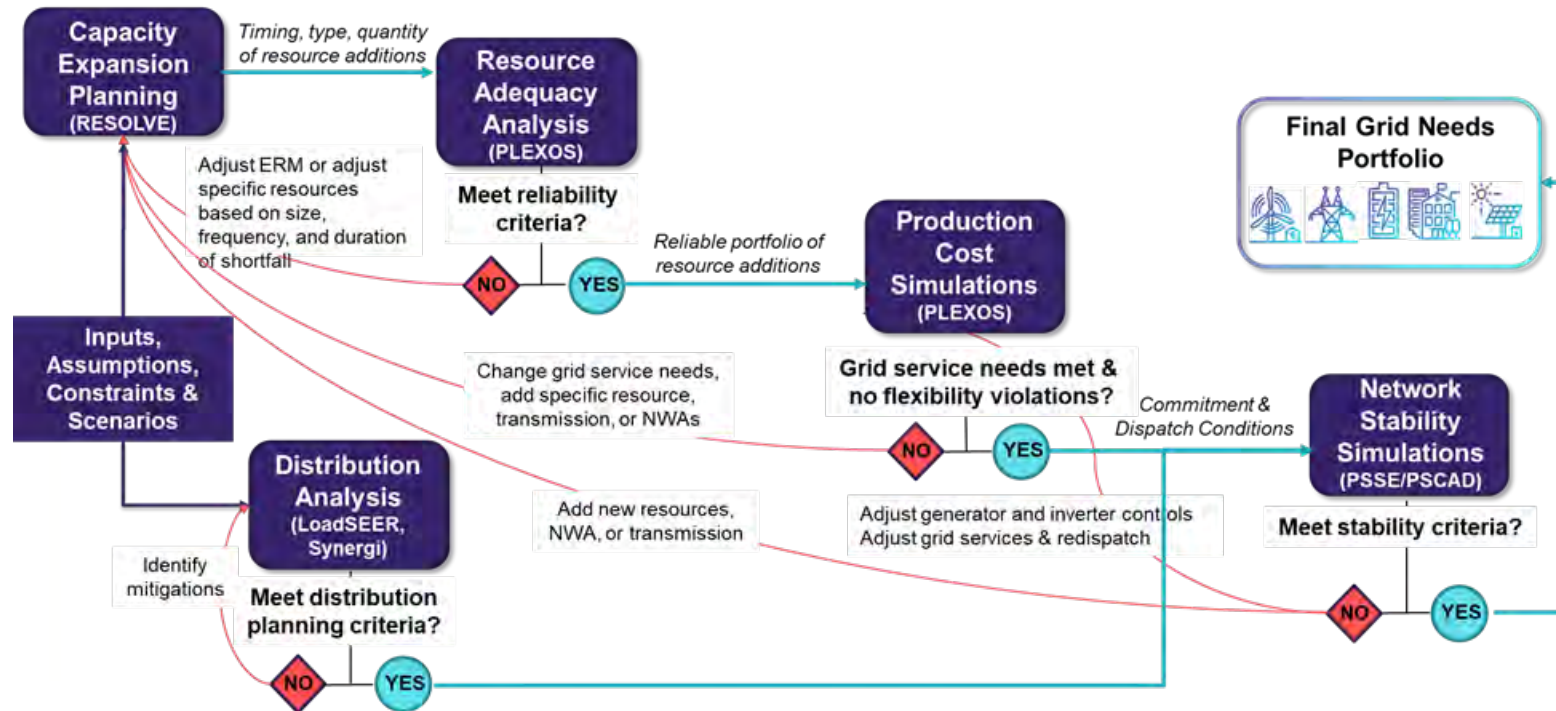 Capacity
Expansion
Planning
(RESOLVE)
Timing, type, quantity
of resource additions
Resource
Adequacy
Analysis
(PLEXOS)
Adjust ERM or adjust
specific resources
based on size,
frequency, and duration
of shortfall
Meet reliability
criteria?
NO
YES
Reliable portfolio of
resource additions
Production
Cost
Simulations
(PLEXOS)
Final Grid Needs
Portfolio
Inputs,
Assumptions,
Constraints &
Scenarios
Change grid service needs,
add specific resource,
transmission, or NWAs
Grid service needs met &
no flexibility violations?
NO
YES
Commitment &
Dispatch Conditions
Network
Stability
Simulations
(PSSE/PSCAD)
Distribution
Analysis
(LoadSEER,
Synergi)
Add new resources,
NWA, or transmission
Adjust generator and inverter controls
Adjust grid services & redispatch
Meet stability criteria?
NO
YES
Identify
mitigations
Meet distribution
planning criteria?
NO
YES